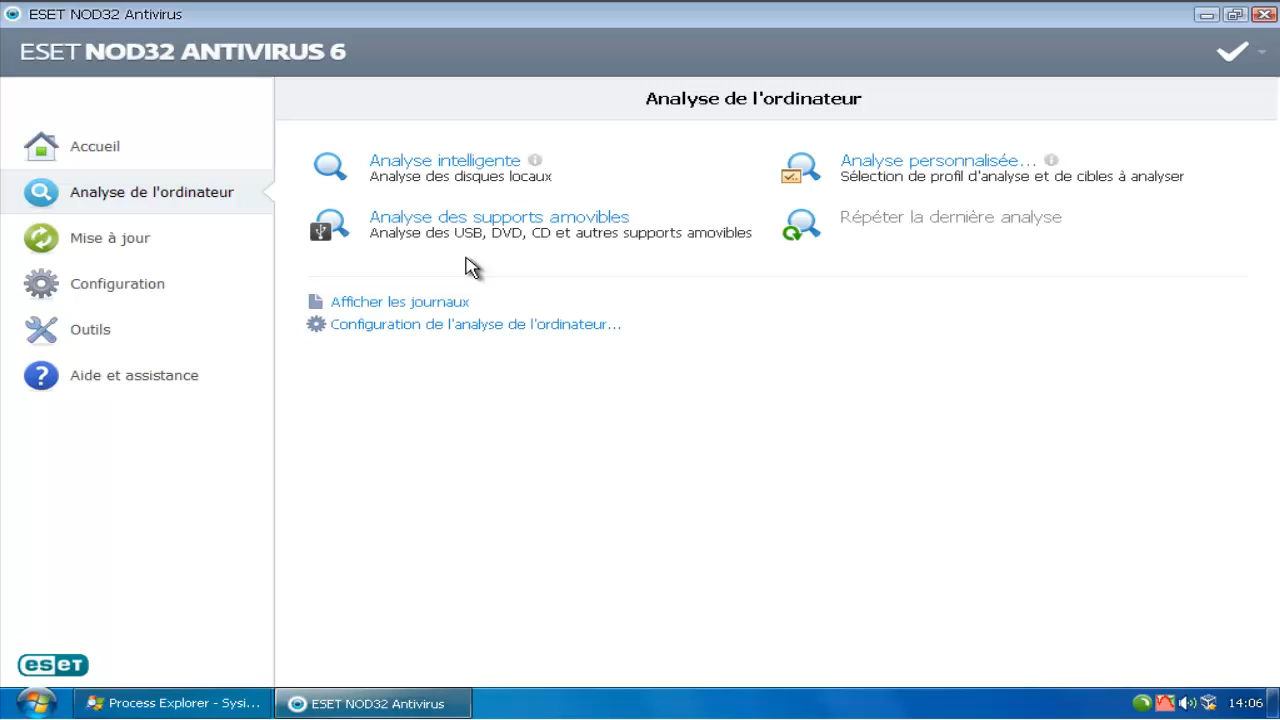 ESET NOD32 Antivirus
ESET NOD32 ANTIVIRUS 6
Analyse de l'ordinateur
Accueil
Analyse de l'ordinateur
Mise à jour
Configuration
Outils
Aide et assistance
Analyse intelligente
Analyse des disques locaux
Analyse personnalisée...
Sélection de profil d'analyse et de cibles à analyser
Analyse des supports amovibles
Analyse des USB, DVD, CD et autres supports amovibles
Répéter la dernière analyse
Afficher les journaux
Configuration de l'analyse de l'ordinateur...
eseT
Process Explorer - Sysi...
ESET NOD32 Antivirus
14:06